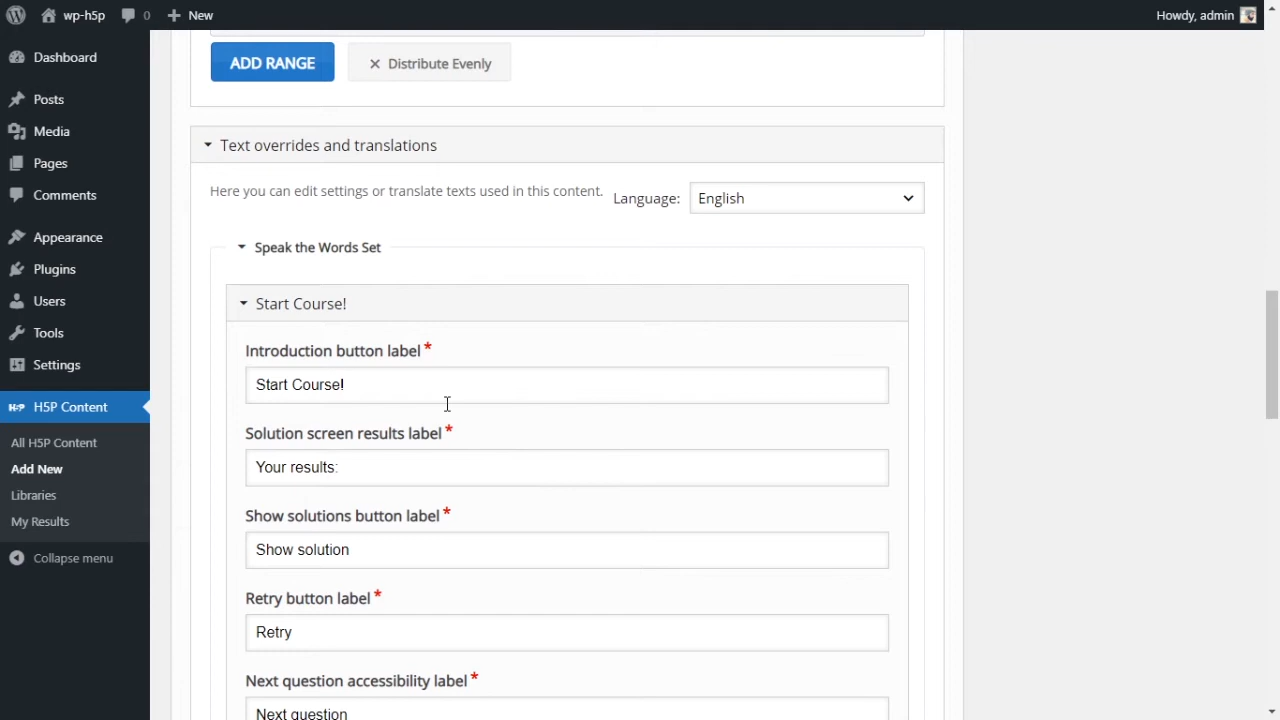 wp-h5p
0
New
Howdy, admin
Dashboard
Posts
Media
Pages
Comments
Appearance
Plugins
Users
Tools
Settings
H5P Content
All H5P Content
Add New
Libraries
My Results
Collapse menu
ADD RANGE
Distribute Evenly
Text overrides and translations
Here you can edit settings or translate texts used in this content.
Language: English
Speak the Words Set
Start Course!
Introduction button label *
Start Course!
Solution screen results label *
Your results:
Show solutions button label *
Show solution
Retry button label *
Retry
Next question accessibility label *
Next question